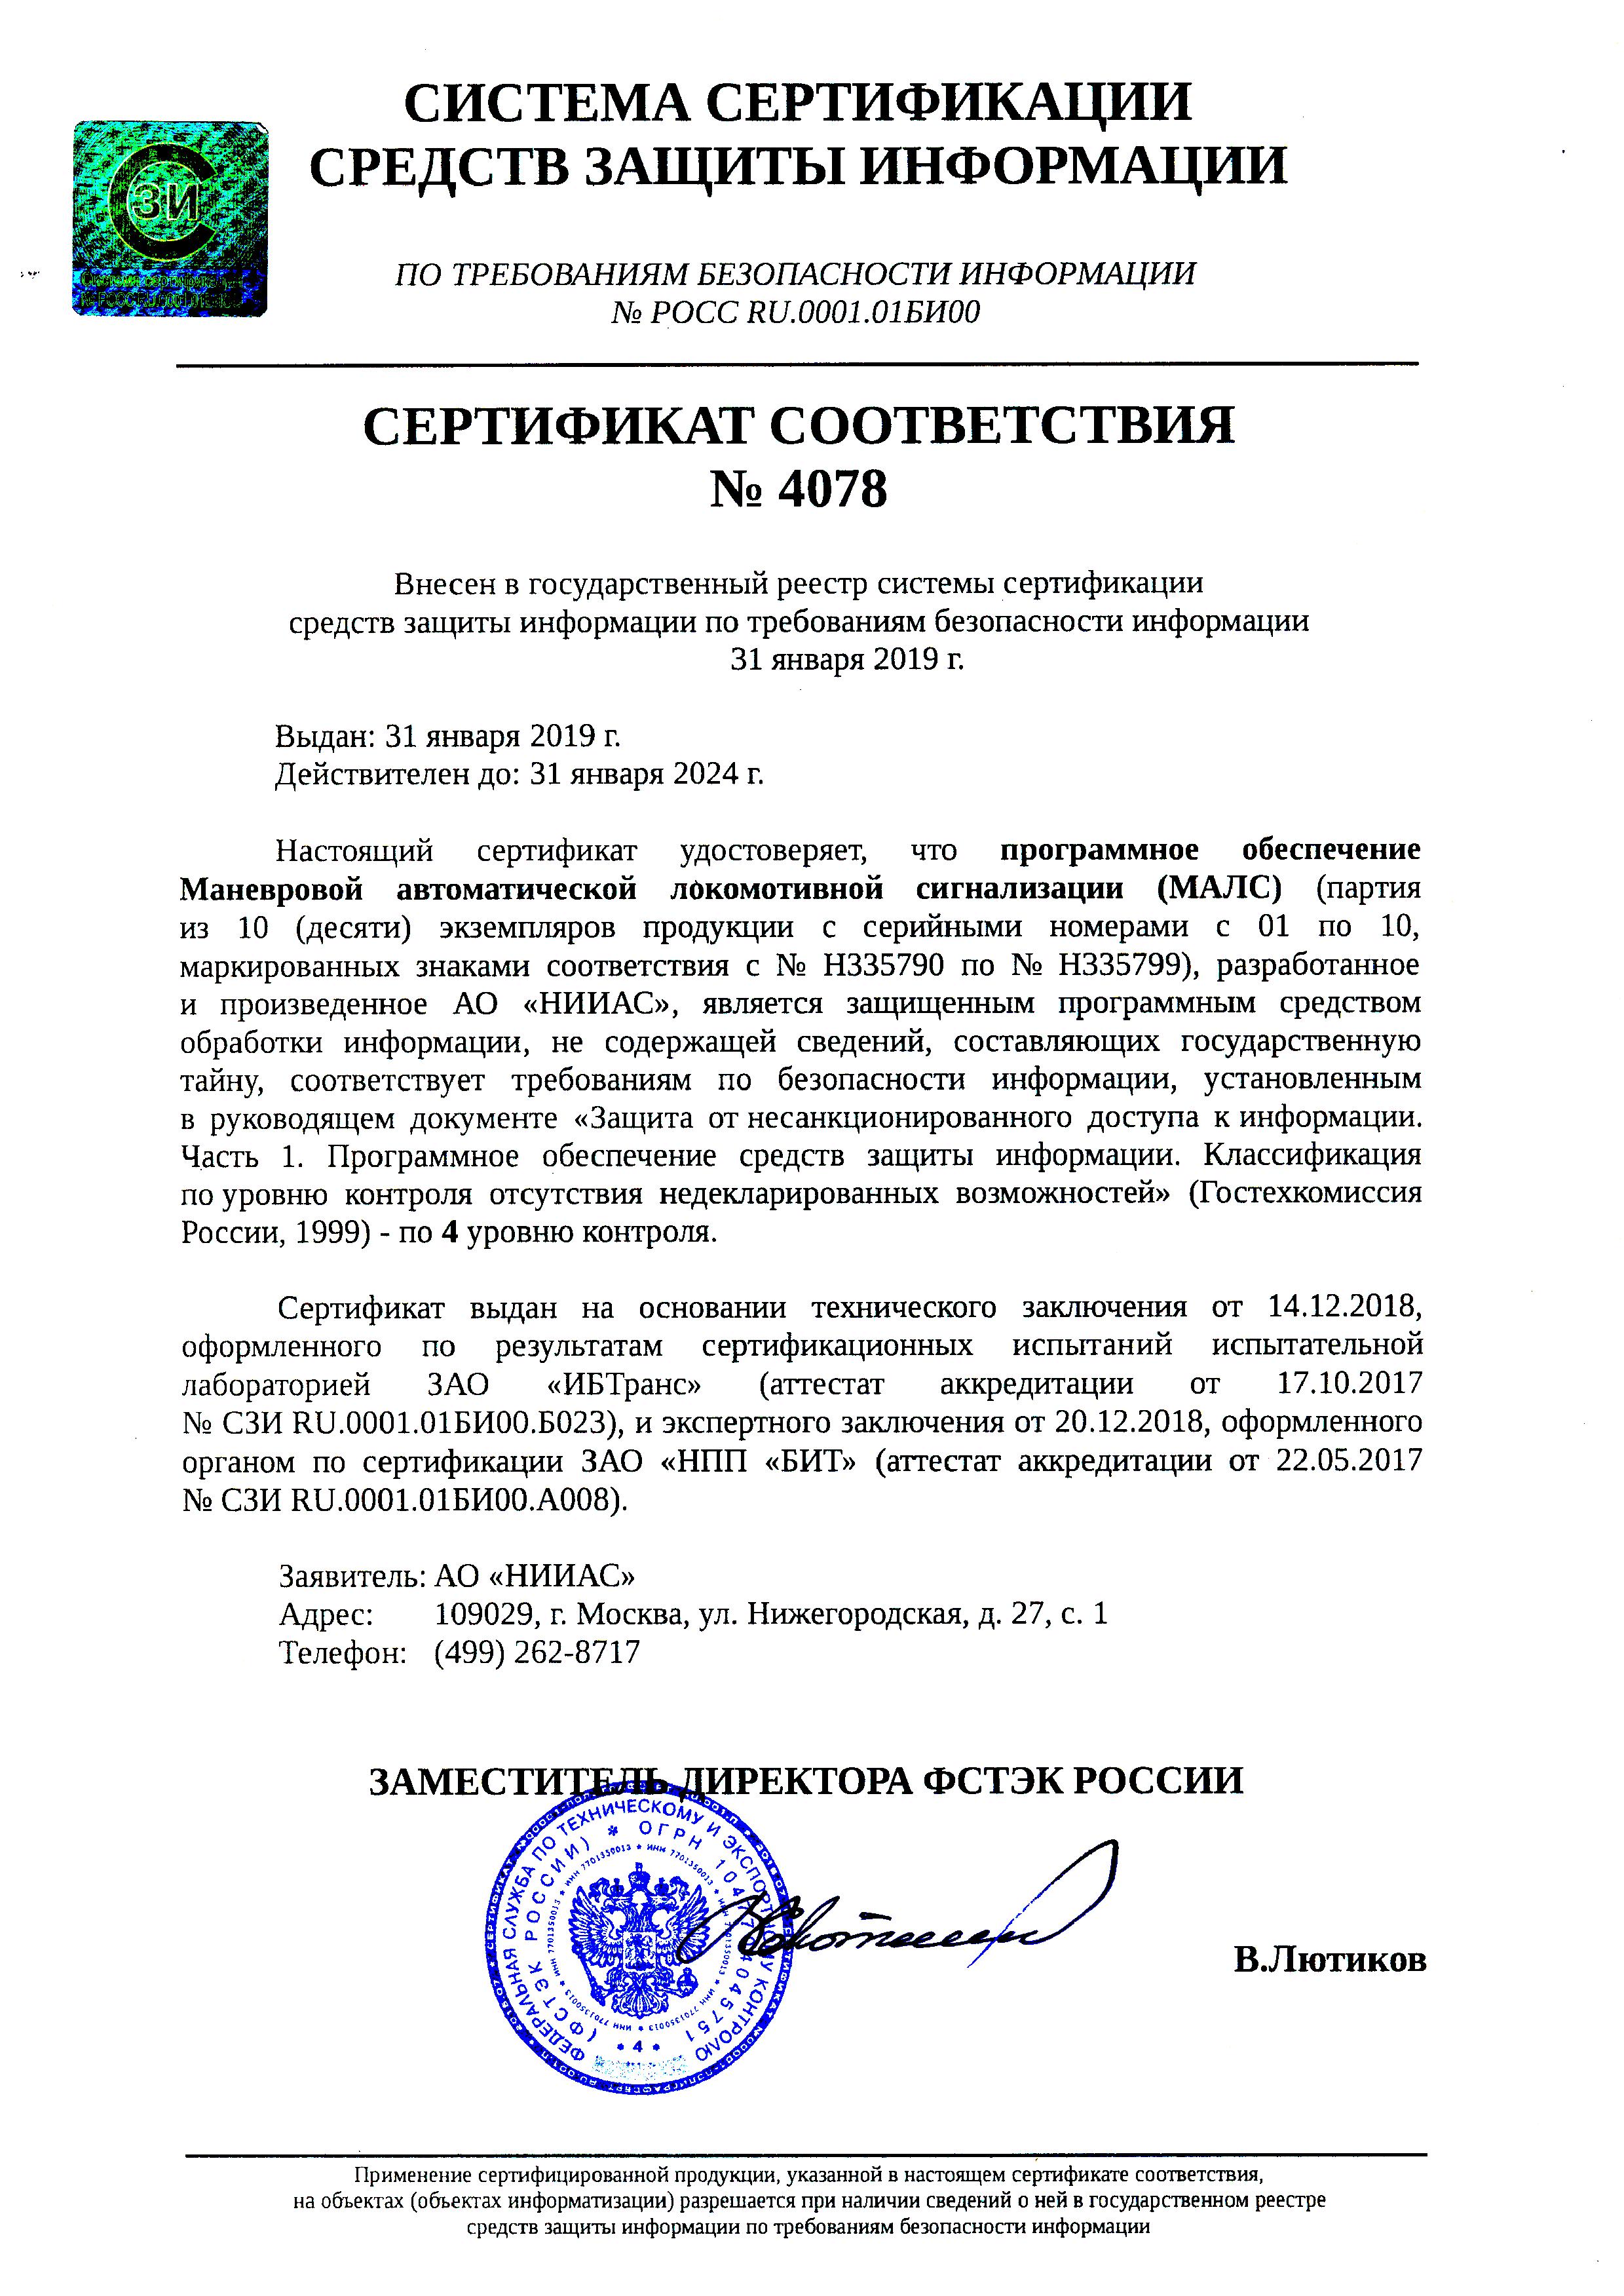 СИСТЕМА СЕРТИФИКАЦИИ
СРЕДСТВ ЗАЩИТЫ ИНФОРМАЦИИ
ЗИ
ПО ТРЕБОВАНИЯМ БЕЗОПАСНОСТИ ИНФОРМАЦИИ
№ РОСС RU.0001.01БИ00
СЕРТИФИКАТ СООТВЕТСТВИЯ
№ 4078
Внесен в государственный реестр системы сертификации
средств защиты информации по требованиям безопасности информации
31 января 2019 г.
Выдан: 31 января 2019 г.
Действителен до: 31 января 2024 г.
Настоящий сертификат удостоверяет, что программное обеспечение
Маневровой автоматической локомотивной сигнализации (МАЛС) (партия
из 10 (десяти) экземпляров продукции с серийными номерами с 01 по 10,
маркированных знаками соответствия с № Н335790 по № Н335799), разработанное
и произведенное АО «НИИАС», является защищенным программным средством
обработки информации, не содержащей сведений, составляющих государственную
тайну, соответствует требованиям по безопасности информации, установленным
в руководящем документе «Защита от несанкционированного доступа к информации.
Часть 1. Программное обеспечение средств защиты информации. Классификация
по уровню контроля отсутствия недекларированных возможностей» (Гостехкомиссия
России, 1999) - по 4 уровню контроля.
Сертификат выдан на основании технического заключения от 14.12.2018,
оформленного по результатам сертификационных испытаний испытательной
лабораторией ЗАО «ИБТранс» (аттестат аккредитации от 17.10.2017
№ СЗИ RU.0001.01БИ00.Б023), и экспертного заключения от 20.12.2018, оформленного
органом по сертификации ЗАО «НПП «БИТ» (аттестат аккредитации от 22.05.2017
№ СЗИ RU.0001.01БИ00.А008).
Заявитель: АО «НИИАС»
Адрес: 109029, г. Москва, ул. Нижегородская, д. 27, с. 1
Телефон: (499) 262-8717
ЗАМЕСТИТЕЛЬ ДИРЕКТОРА ФСТЭК РОССИИ
ФЕДЕРАЛЬНАЯ СЛУЖБА ПО ТЕХНИЧЕСКОМУ И ЭКСПОРТНОМУ КОНТРОЛЮ
(ФСТЭК РОССИИ) * ОГРН 1047704045751
* ИНН 7701350013 * ИНН 7701350013
* 4 *
В.Лютиков
Применение сертифицированной продукции, указанной в настоящем сертификате соответствия,
на объектах (объектах информатизации) разрешается при наличии сведений о ней в государственном реестре
средств защиты информации по требованиям безопасности информации